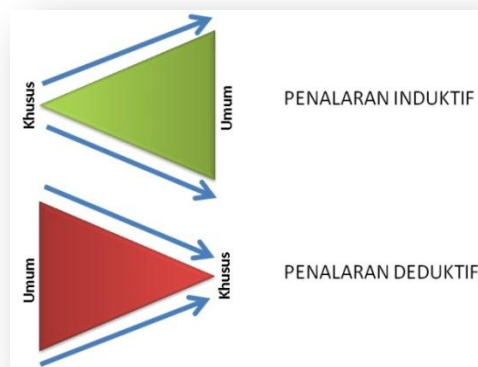 Khusus
Umum
PENALARAN INDUKTIF
Umum
Khusus
PENALARAN DEDUKTIF